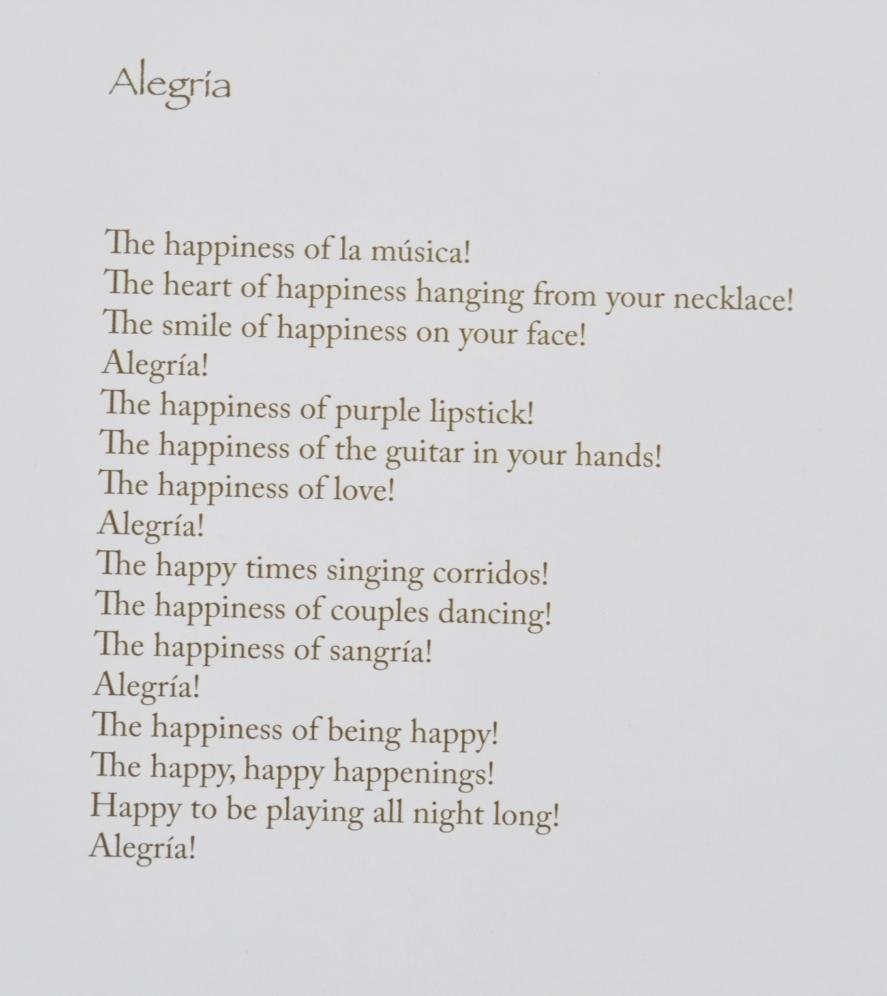 Alegría
The happiness of la música!
The heart of happiness hanging from your necklace!
The smile of happiness on your face!
Alegría!
The happiness of purple lipstick!
The happiness of the guitar in your hands!
The happiness of love!
Alegría!
The happy times singing corridos!
The happiness of couples dancing!
The happiness of sangría!
Alegría!
The happiness of being happy!
The happy, happy happenings!
Happy to be playing all night long!
Alegría!